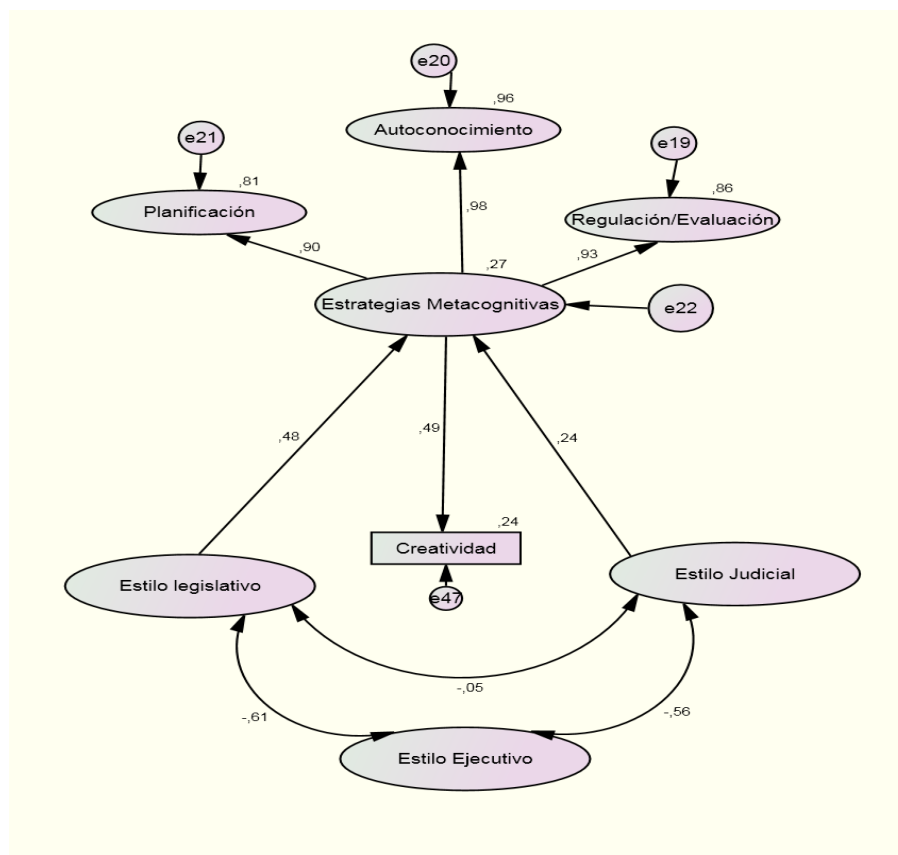 e20
,96
Autoconocimiento
e21
e19
,81
,86
Planificación
Regulación/Evaluación
,98
,90
,93
,27
Estrategias Metacognitivas
e22
,48
,49
,24
,24
Creatividad
Estilo legislativo
Estilo Judicial
e47
-,05
-,61
-,56
Estilo Ejecutivo